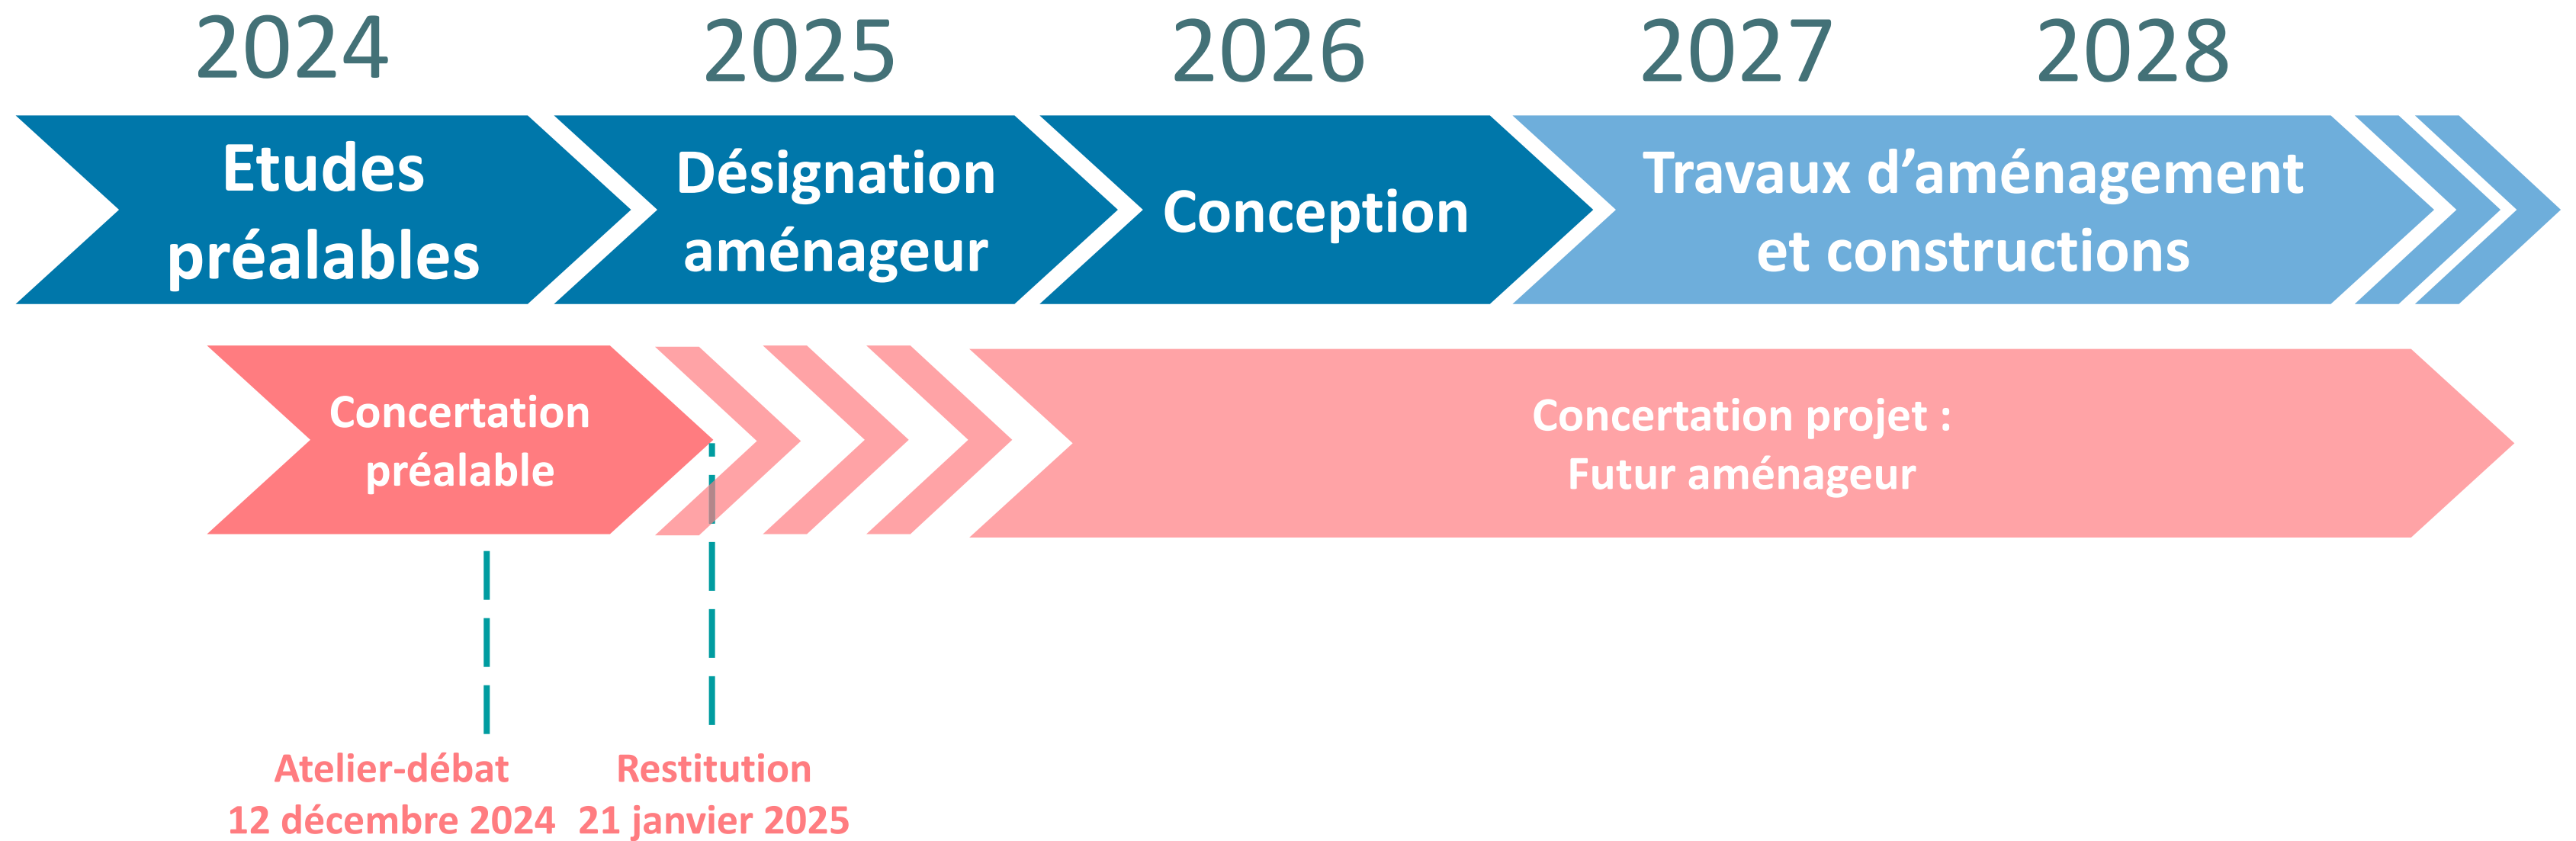 2024
2025
2026
2027
2028
Etudes
préalables
Désignation
aménageur
Conception
Travaux d’aménagement
et constructions
Concertation
préalable
Concertation projet :
Futur aménageur
Atelier-débat
12 décembre 2024
Restitution
21 janvier 2025